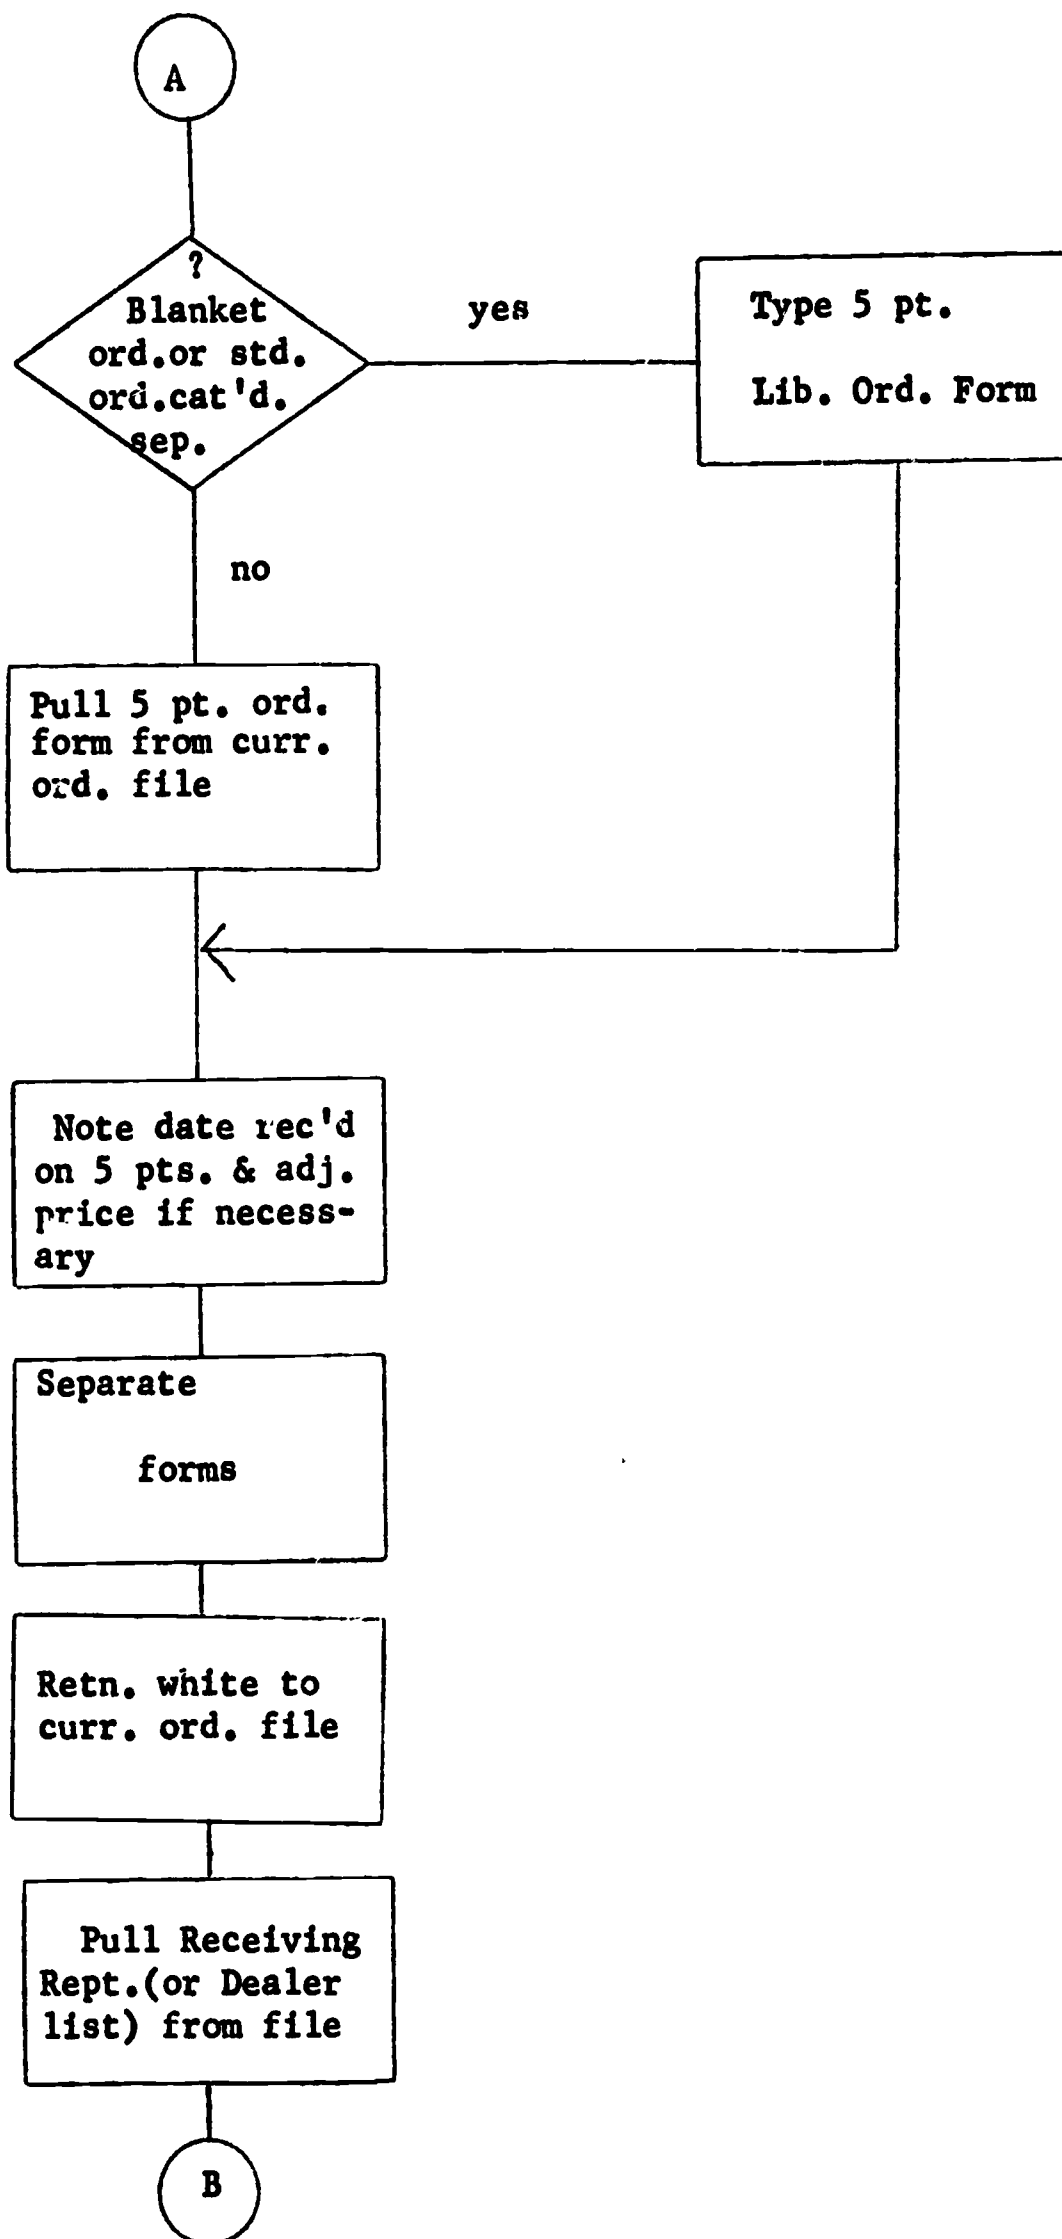 A
?
Blanket
ord.or std.
ord.cat'd.
sep.
yes
Type 5 pt.
Lib. Ord. Form
no
Pull 5 pt. ord.
form from curr.
ord. file
Note date rec'd
on 5 pts. & adj.
price if necess-
ary
Separate
forms
Retn. white to
curr. ord. file
Pull Receiving
Rept.(or Dealer
list) from file
B